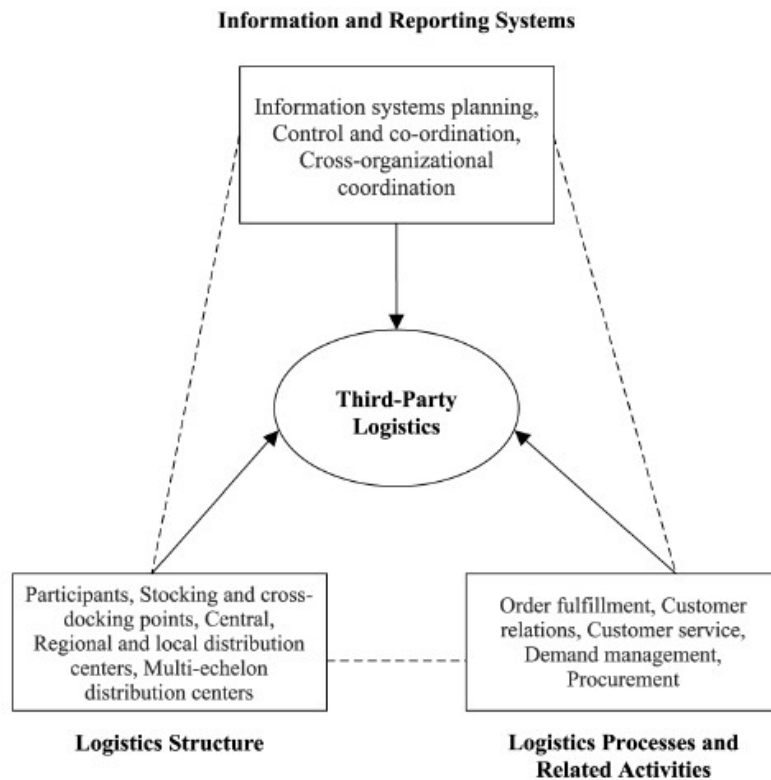 Information and Reporting Systems
Information systems planning,
Control and co-ordination,
Cross-organizational
coordination
Third-Party
Logistics
Participants, Stocking and cross-
docking points, Central,
Regional and local distribution
centers, Multi-echelon
distribution centers
Order fulfillment, Customer
relations, Customer service,
Demand management,
Procurement
Logistics Structure
Logistics Processes and
Related Activities